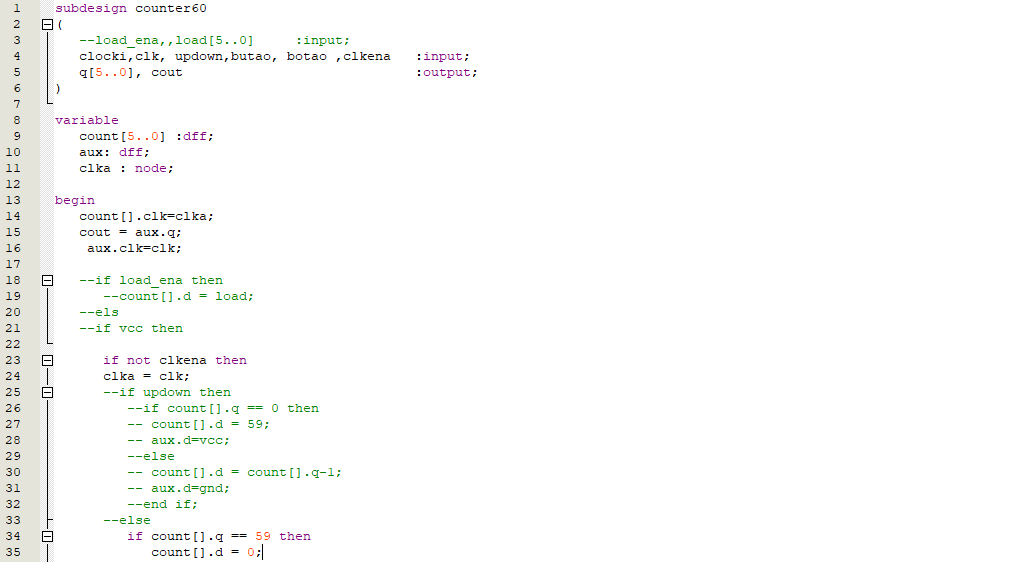 1 subdesign counter60
2 (
3 --load_ena,,load[5..0] :input;
4 clocki,clk, updown,butao, botao ,clkena :input;
5 q[5..0], cout :output;
6 )
7
8 variable
9 count[5..0] :dff;
10 aux: dff;
11 clka : node;
12
13 begin
14 count[].clk=clka;
15 cout = aux.q;
16 aux.clk=clk;
17
18 --if load_ena then
19 --count[].d = load;
20 --els
21 --if vcc then
22
23 if not clkena then
24 clka = clk;
25 --if updown then
26 --if count[].q == 0 then
27 -- count[].d = 59;
28 -- aux.d=vcc;
29 --else
30 -- count[].d = count[].q-1;
31 -- aux.d=gnd;
32 --end if;
33 --else
34 if count[].q == 59 then
35 count[].d = 0;